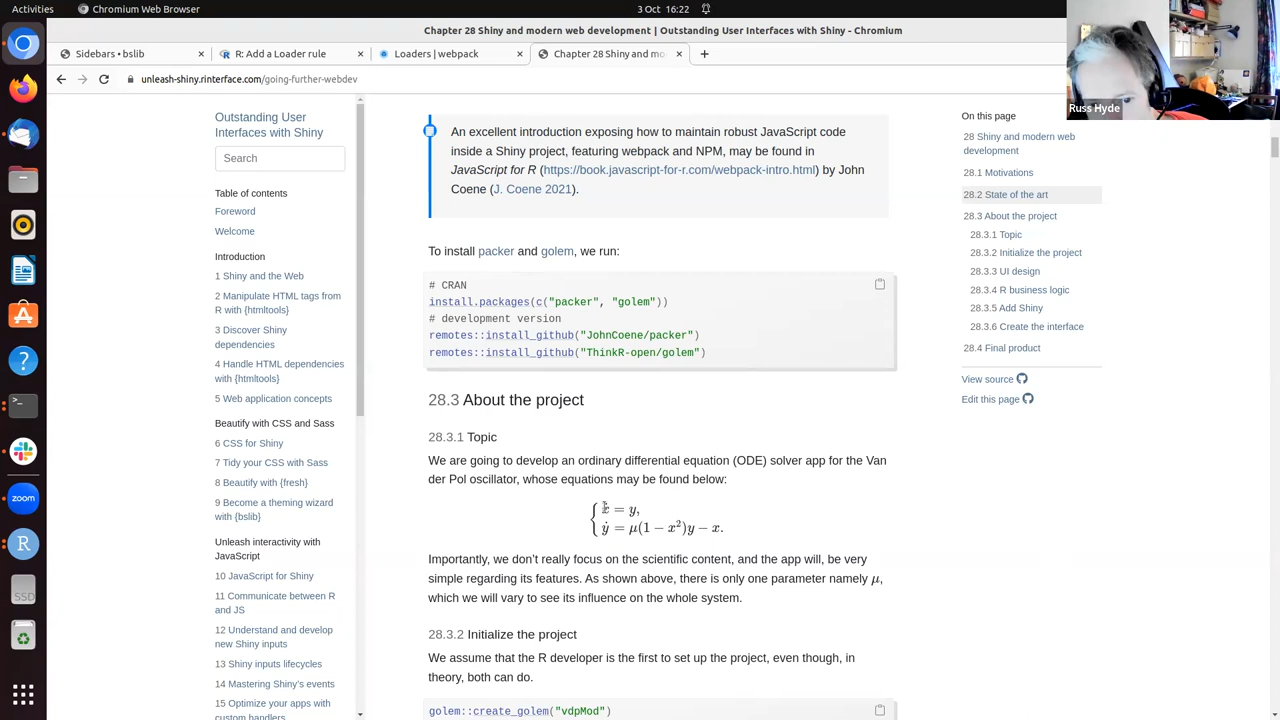 Activities
Chromium Web Browser
3 Oct 16:22
Chapter 28 Shiny and modern web development | Outstanding User Interfaces with Shiny - Chromium
Sidebars • bslib
R: Add a Loader rule
Loaders | webpack
Chapter 28 Shiny and mo
unleash-shiny.rinterface.com/going-further-webdev
Russ Hyde
Outstanding User
Interfaces with Shiny
Search
Table of contents
Foreword
Welcome
Introduction
1 Shiny and the Web
2 Manipulate HTML tags from
R with {htmltools}
3 Discover Shiny
dependencies
4 Handle HTML dependencies
with {htmltools}
5 Web application concepts
Beautify with CSS and Sass
6 CSS for Shiny
7 Tidy your CSS with Sass
8 Beautify with {fresh}
9 Become a theming wizard
with {bslib}
Unleash interactivity with
JavaScript
10 JavaScript for Shiny
11 Communicate between R
and JS
12 Understand and develop
new Shiny inputs
13 Shiny inputs lifecycles
14 Mastering Shiny's events
15 Optimize your apps with
custom handlers
An excellent introduction exposing how to maintain robust JavaScript code
inside a Shiny project, featuring webpack and NPM, may be found in
JavaScript for R (https://book.javascript-for-r.com/webpack-intro.html) by John
Coene (J. Coene 2021).
To install packer and golem, we run:
# CRAN
install.packages(c("packer", "golem"))
# development version
remotes::install_github("JohnCoene/packer")
remotes::install_github("ThinkR-open/golem")
28.3 About the project
28.3.1 Topic
We are going to develop an ordinary differential equation (ODE) solver app for the Van
der Pol oscillator, whose equations may be found below:
ẋ = y,
ẏ = μ(1 − x²)y − x.
Importantly, we don't really focus on the scientific content, and the app will, be very
simple regarding its features. As shown above, there is only one parameter namely μ,
which we will vary to see its influence on the whole system.
28.3.2 Initialize the project
We assume that the R developer is the first to set up the project, even though, in
theory, both can do.
golem::create_golem("vdpMod")
On this page
28 Shiny and modern web
development
28.1 Motivations
28.2 State of the art
28.3 About the project
28.3.1 Topic
28.3.2 Initialize the project
28.3.3 UI design
28.3.4 R business logic
28.3.5 Add Shiny
28.3.6 Create the interface
28.4 Final product
View source
Edit this page
zoom
R
SSD